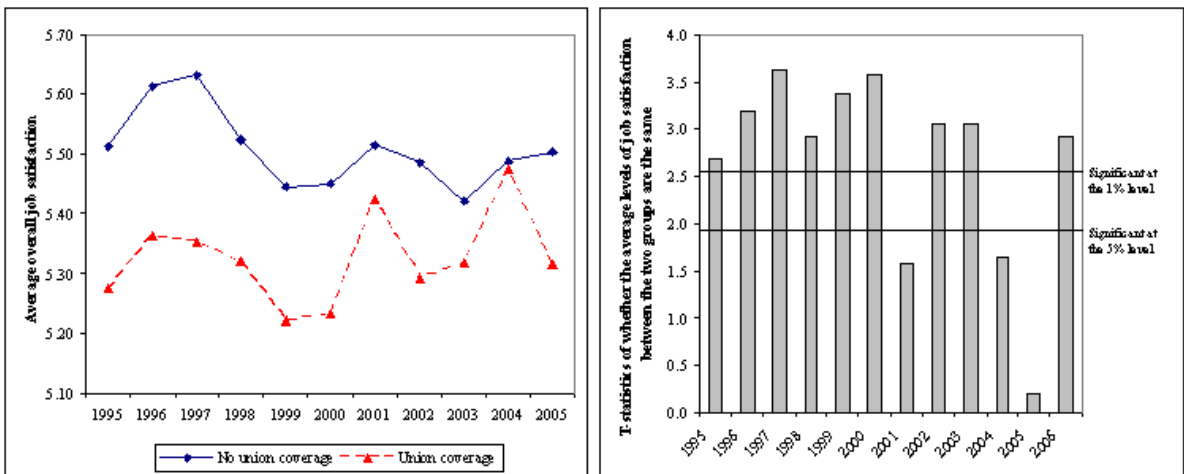 Average overall job satisfaction
5.70
5.60
5.50
5.40
5.30
5.20
5.10
1995 1996 1997 1998 1999 2000 2001 2002 2003 2004 2005
No union coverage
Union coverage
T-statistics of whether the average levels of job satisfaction
between the two groups are the same
4.0
3.5
3.0
2.5
2.0
1.5
1.0
0.5
0.0
Significant at
the 1% level
Significant at
the 5% level
1995 1996 1997 1998 1999 2000 2001 2002 2003 2004 2005 2006